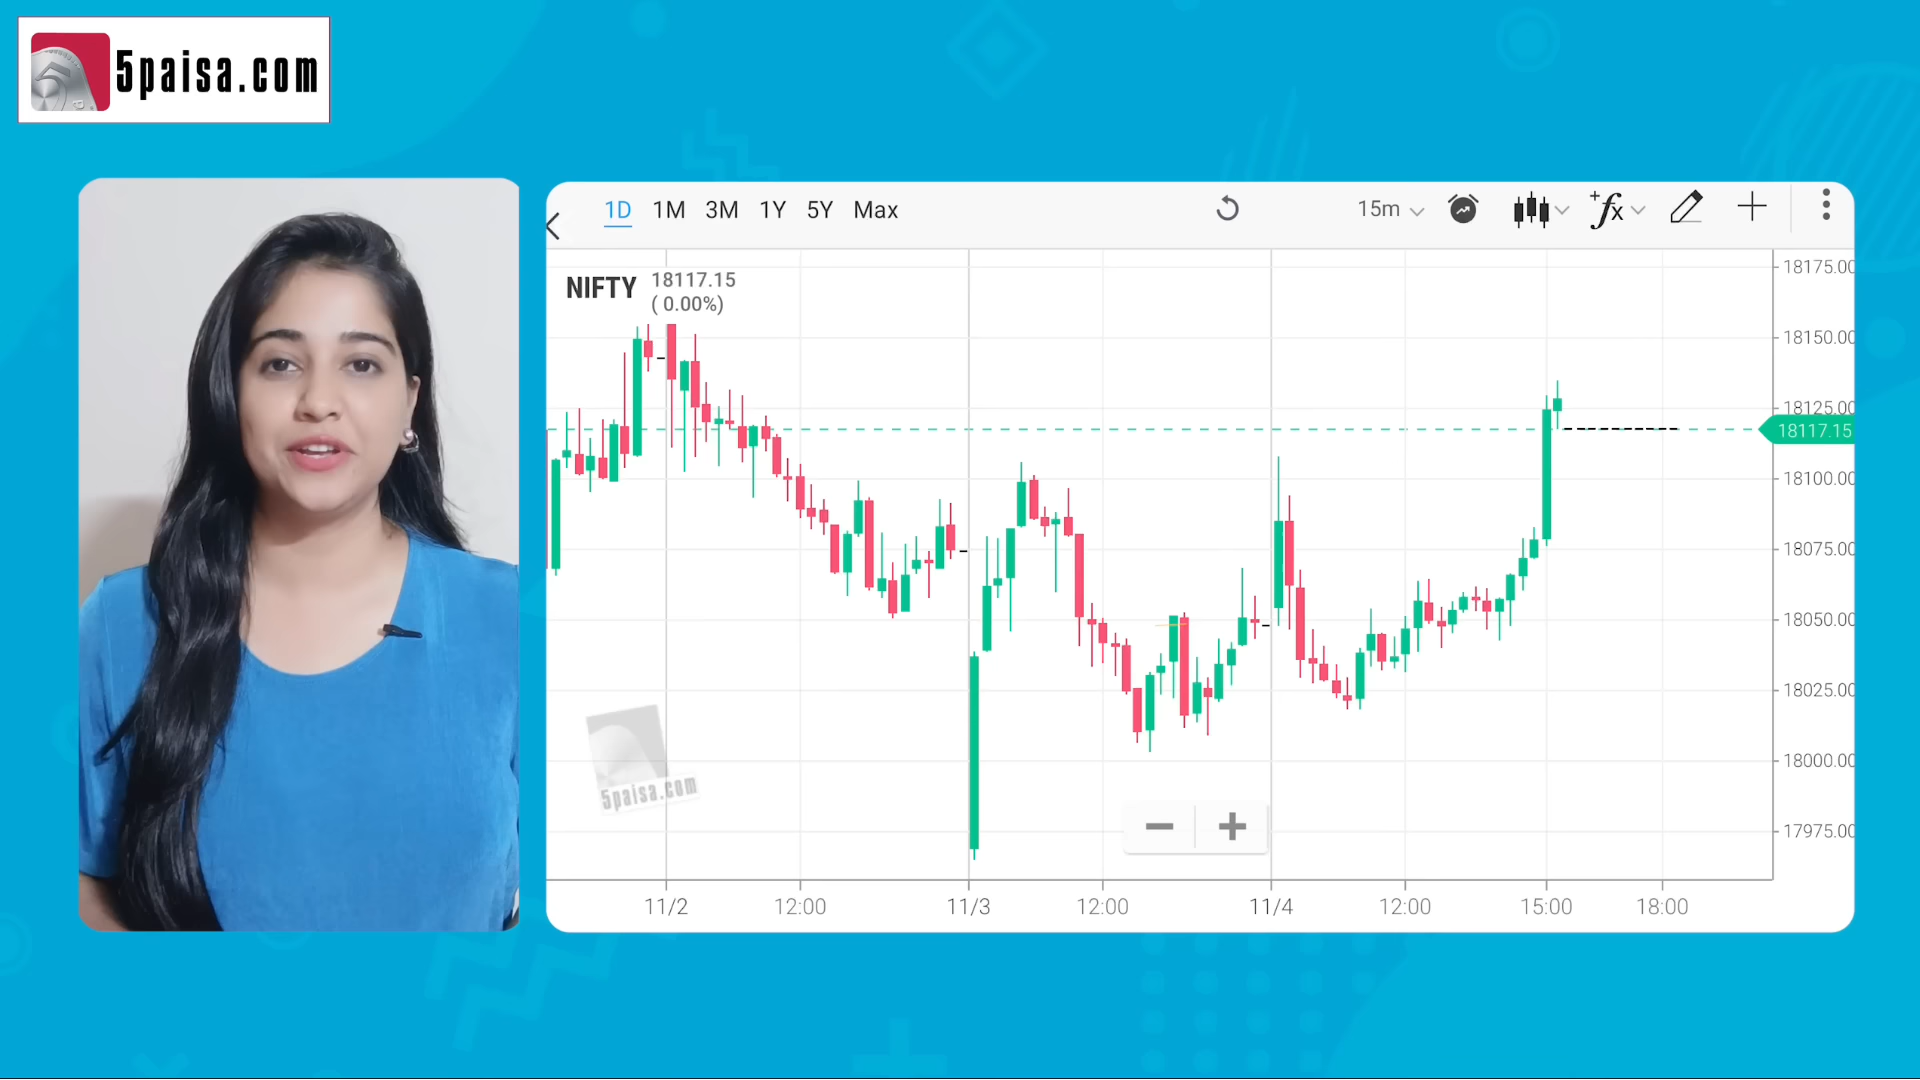 5paisa.com
1D 1M 3M 1Y 5Y Max 15m fx
NIFTY 18117.15
( 0.00%)
18175.00
18150.00
18125.00
18117.15
18100.00
18075.00
18050.00
18025.00
18000.00
17975.00
5paisa.com
11/2 12:00 11/3 12:00 11/4 12:00 15:00 18:00